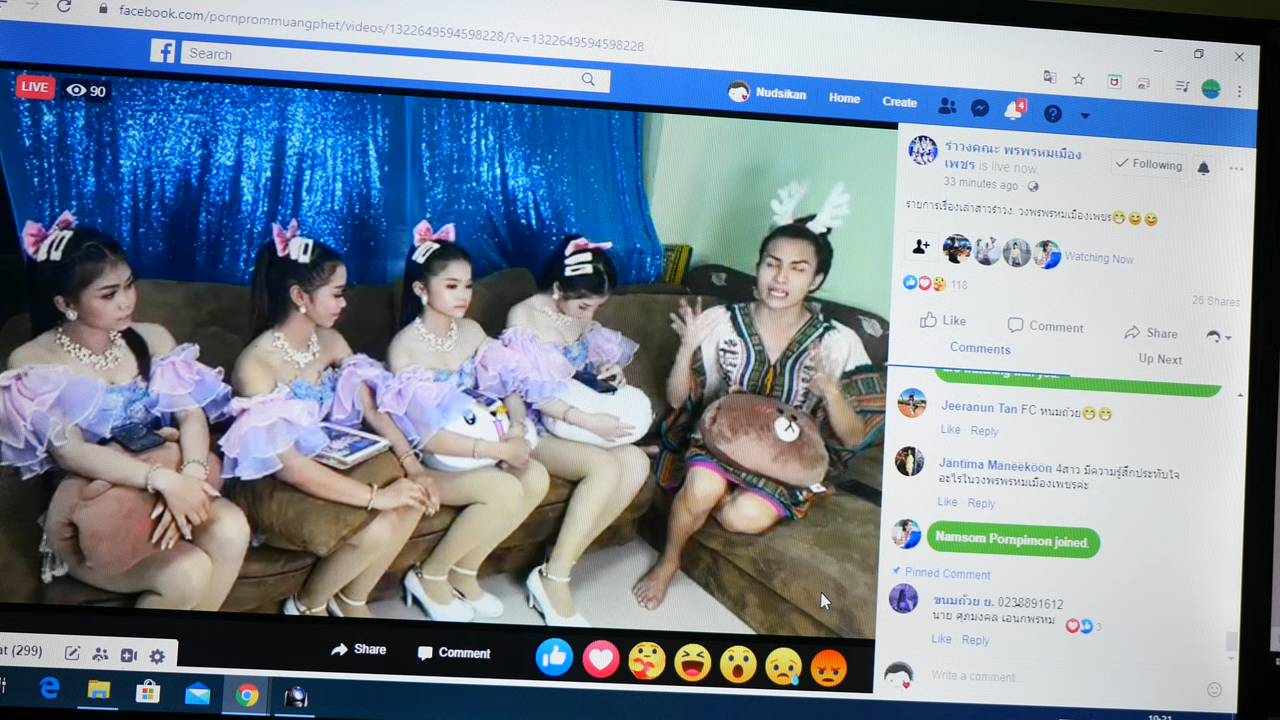 facebook.com/pornprommuangphet/videos/1322649594598228/?v=1322649594598228
Search
Nudsikan
Home
Create
4
LIVE
90
รำวงคณะ พรพรหมเมือง
เพชร is live now.
33 minutes ago
Following
รายการเรื่องเล่าสาวรำวง. วงพรพรหมเมืองเพชร😁😄😄
Watching Now
118
26 Shares
Like
Comment
Share
Comments
Up Next
are watching with you.
Jeeranun Tan FC หนมถ้วย😁😁
Like Reply
Jäntïma Mäneeköön 4สาว มีความรู้สึกประทับใจ
อะไรในวงพรพรหมเมืองเพชรค่ะ
Like Reply
Namsom Pornpimon joined.
Pinned Comment
ขนมถ้วย ย. 0238891612
นาย ศุภมงคล เอนกพรหม
3
Like Reply
Write a comment...
at (299)
Share
Comment